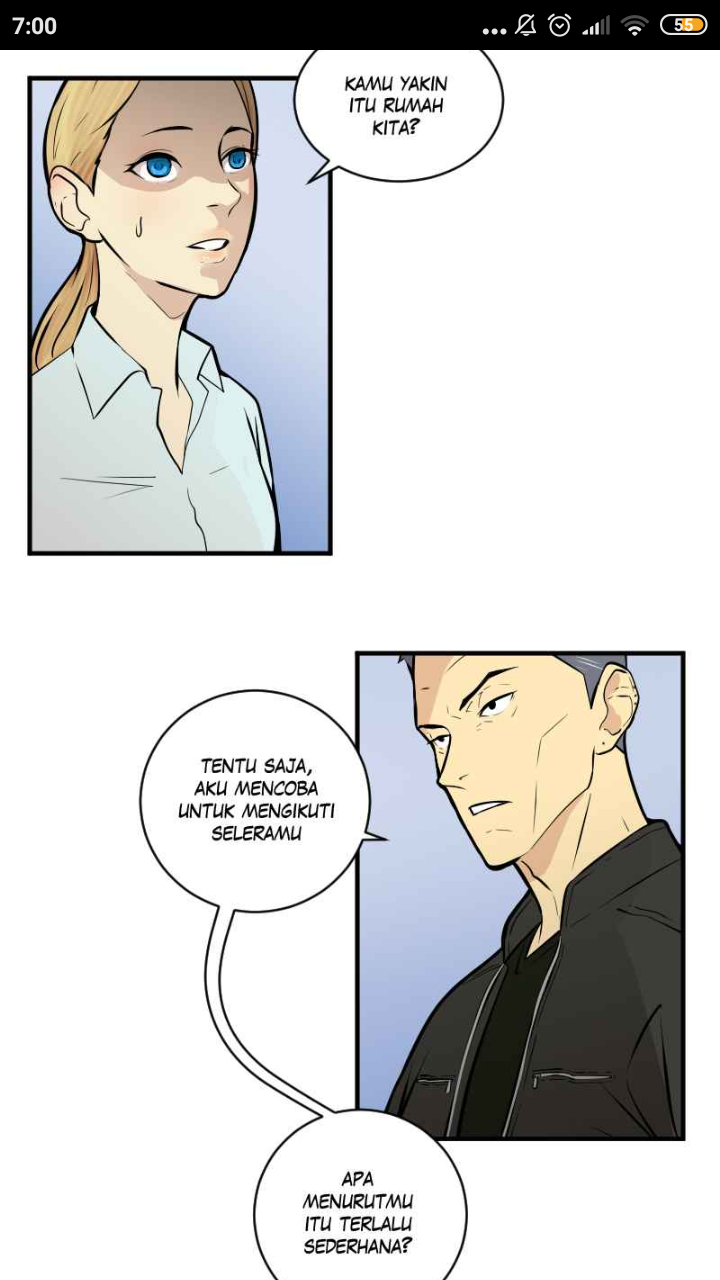 7:00
55
KAMU YAKIN
ITU RUMAH
KITA?
TENTU SAJA,
AKU MENCOBA
UNTUK MENGIKUTI
SELERAMU
APA
MENURUTMU
ITU TERLALU
SEDERHANA?